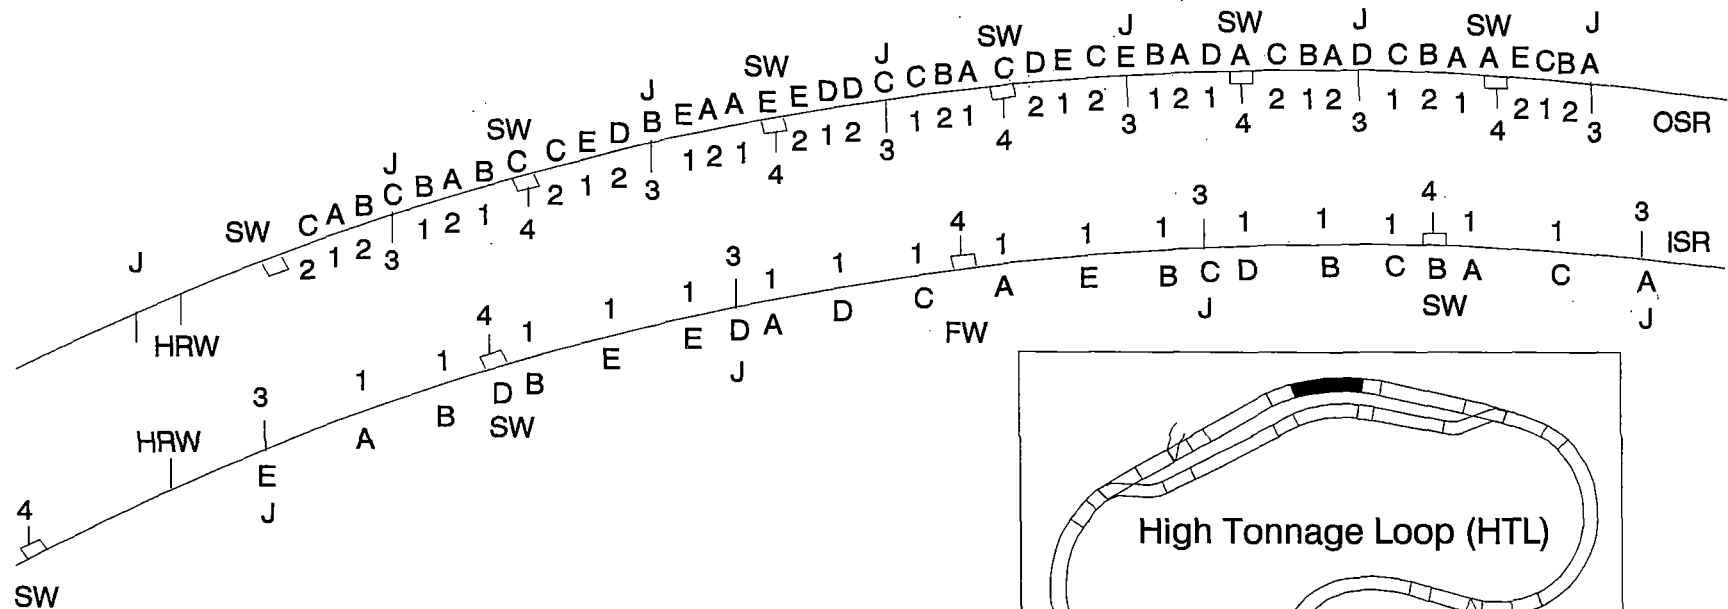 SW J SW J SW J SW J SW J
C A B C B A B C C E D B E A A E E D D C C B A C D E C E B A D A C B A D C B A A E C B A
J SW
2 1 2 3 1 2 1 4 2 1 2 3 1 2 1 4 2 1 2 3 1 2 1 4 2 1 2 3 1 2 1 4 2 1 2 3 1 2 1 4 2 1 2 3
OSR
HRW
4 HRW 3 1 1 4 1 1 1 3 1 1 1 4 1 1 1 3 1 1 1 4 1 1 3
ISR
E A B D B E E D A D C A E B C D B C B A C A
SW J SW J FW J SW J
High Tonnage Loop (HTL)